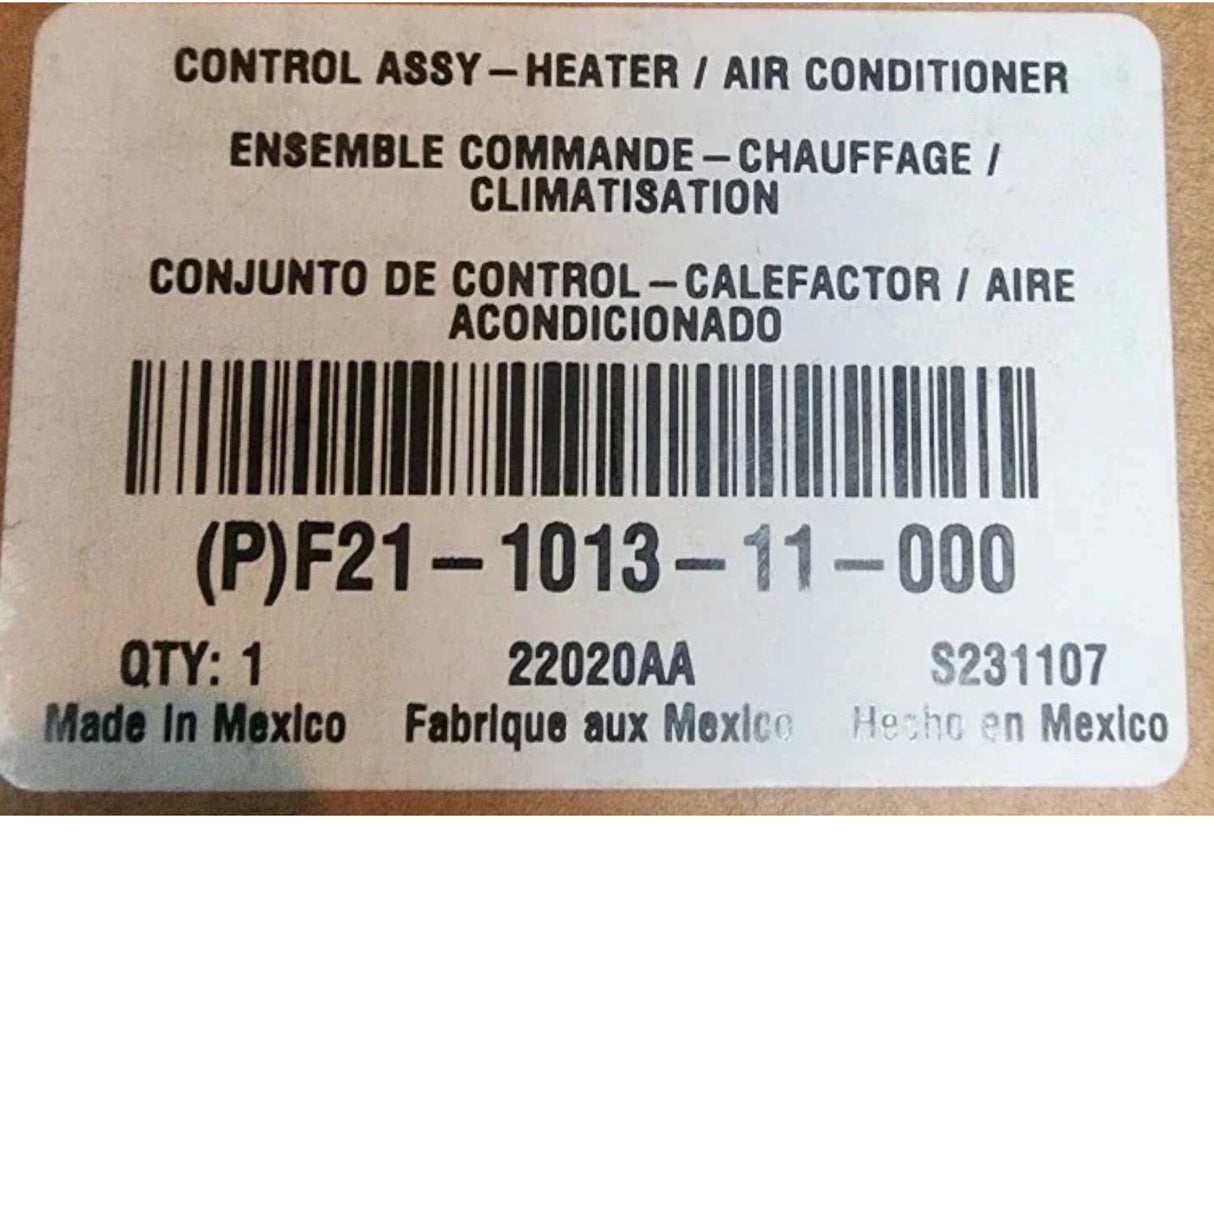 CONTROL ASSY – HEATER / AIR CONDITIONER
ENSEMBLE COMMANDE – CHAUFFAGE /
CLIMATISATION
CONJUNTO DE CONTROL – CALEFACTOR / AIRE
ACONDICIONADO
(P)F21 – 1013 – 11 – 000
QTY: 1 22020AA S231107
Made in Mexico Fabrique aux Mexico Hecho en Mexico